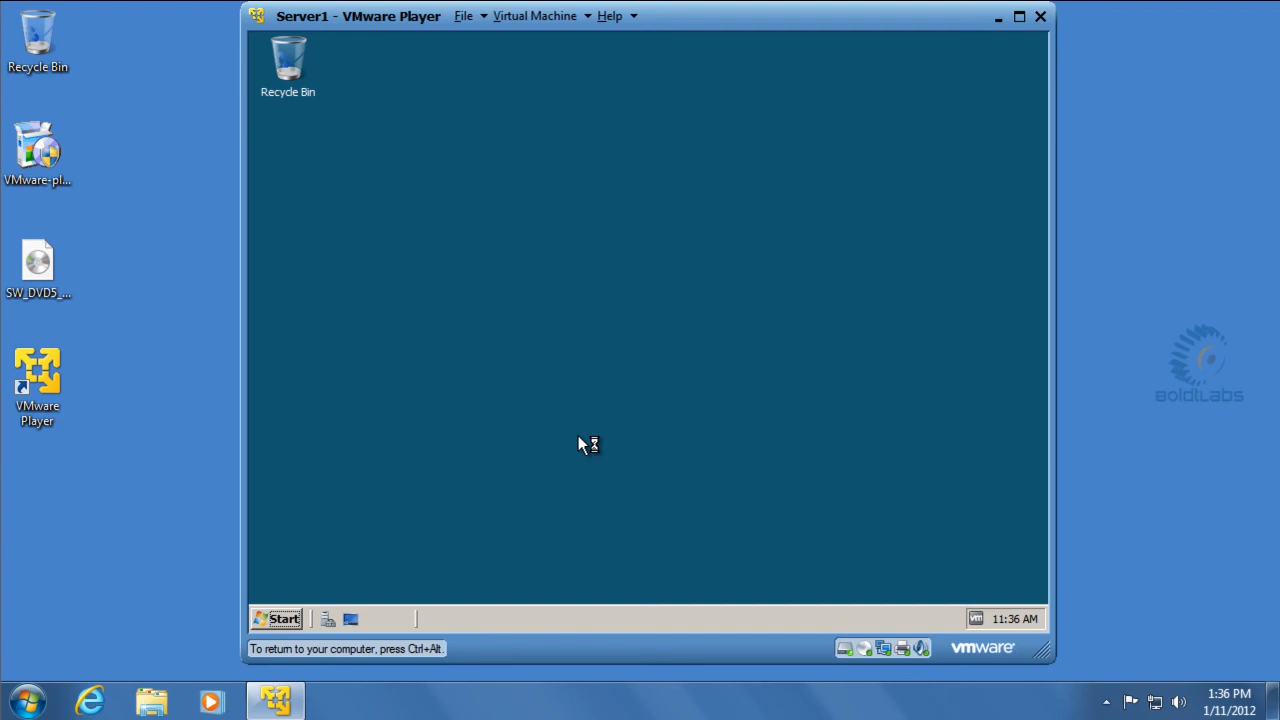 Server1 - VMware Player File Virtual Machine Help
Recycle Bin
Recycle Bin
VMware-pl...
SW_DVD5_...
VMware
Player
BoldtLabs
Start
vm
11:36 AM
To return to your computer, press Ctrl+Alt.
vmware
1:36 PM
1/11/2012